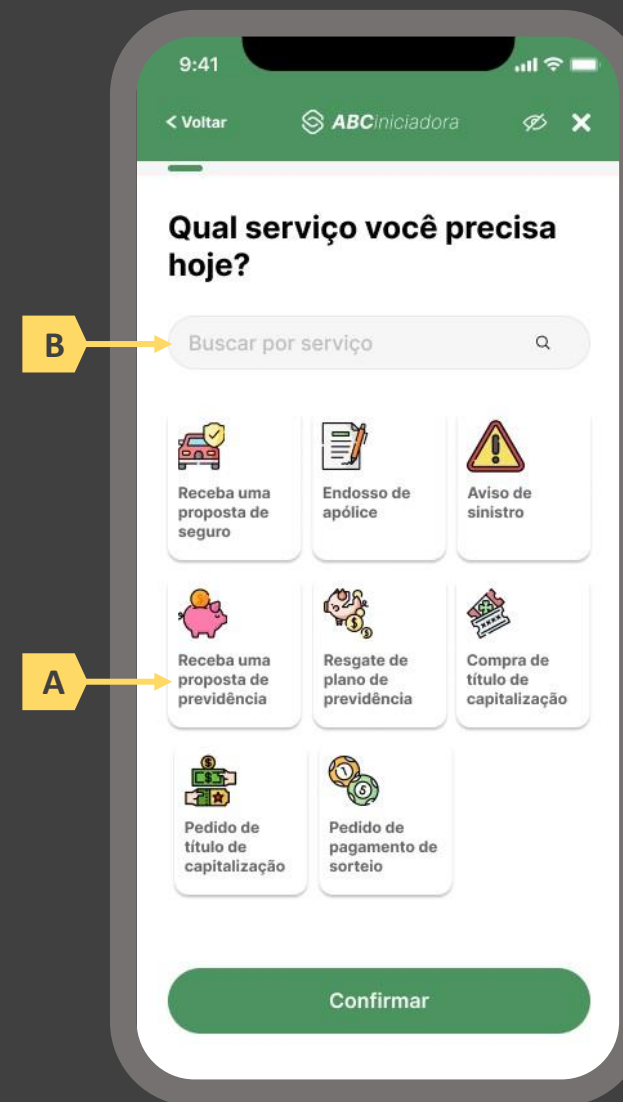 9:41
< Voltar
ABCiniciadora
Qual serviço você precisa
hoje?
B
Buscar por serviço
Receba uma
proposta de
seguro
Endosso de
apólice
Aviso de
sinistro
A
Receba uma
proposta de
previdência
Resgate de
plano de
previdência
Compra de
título de
capitalização
Pedido de
título de
capitalização
Pedido de
pagamento de
sorteio
Confirmar